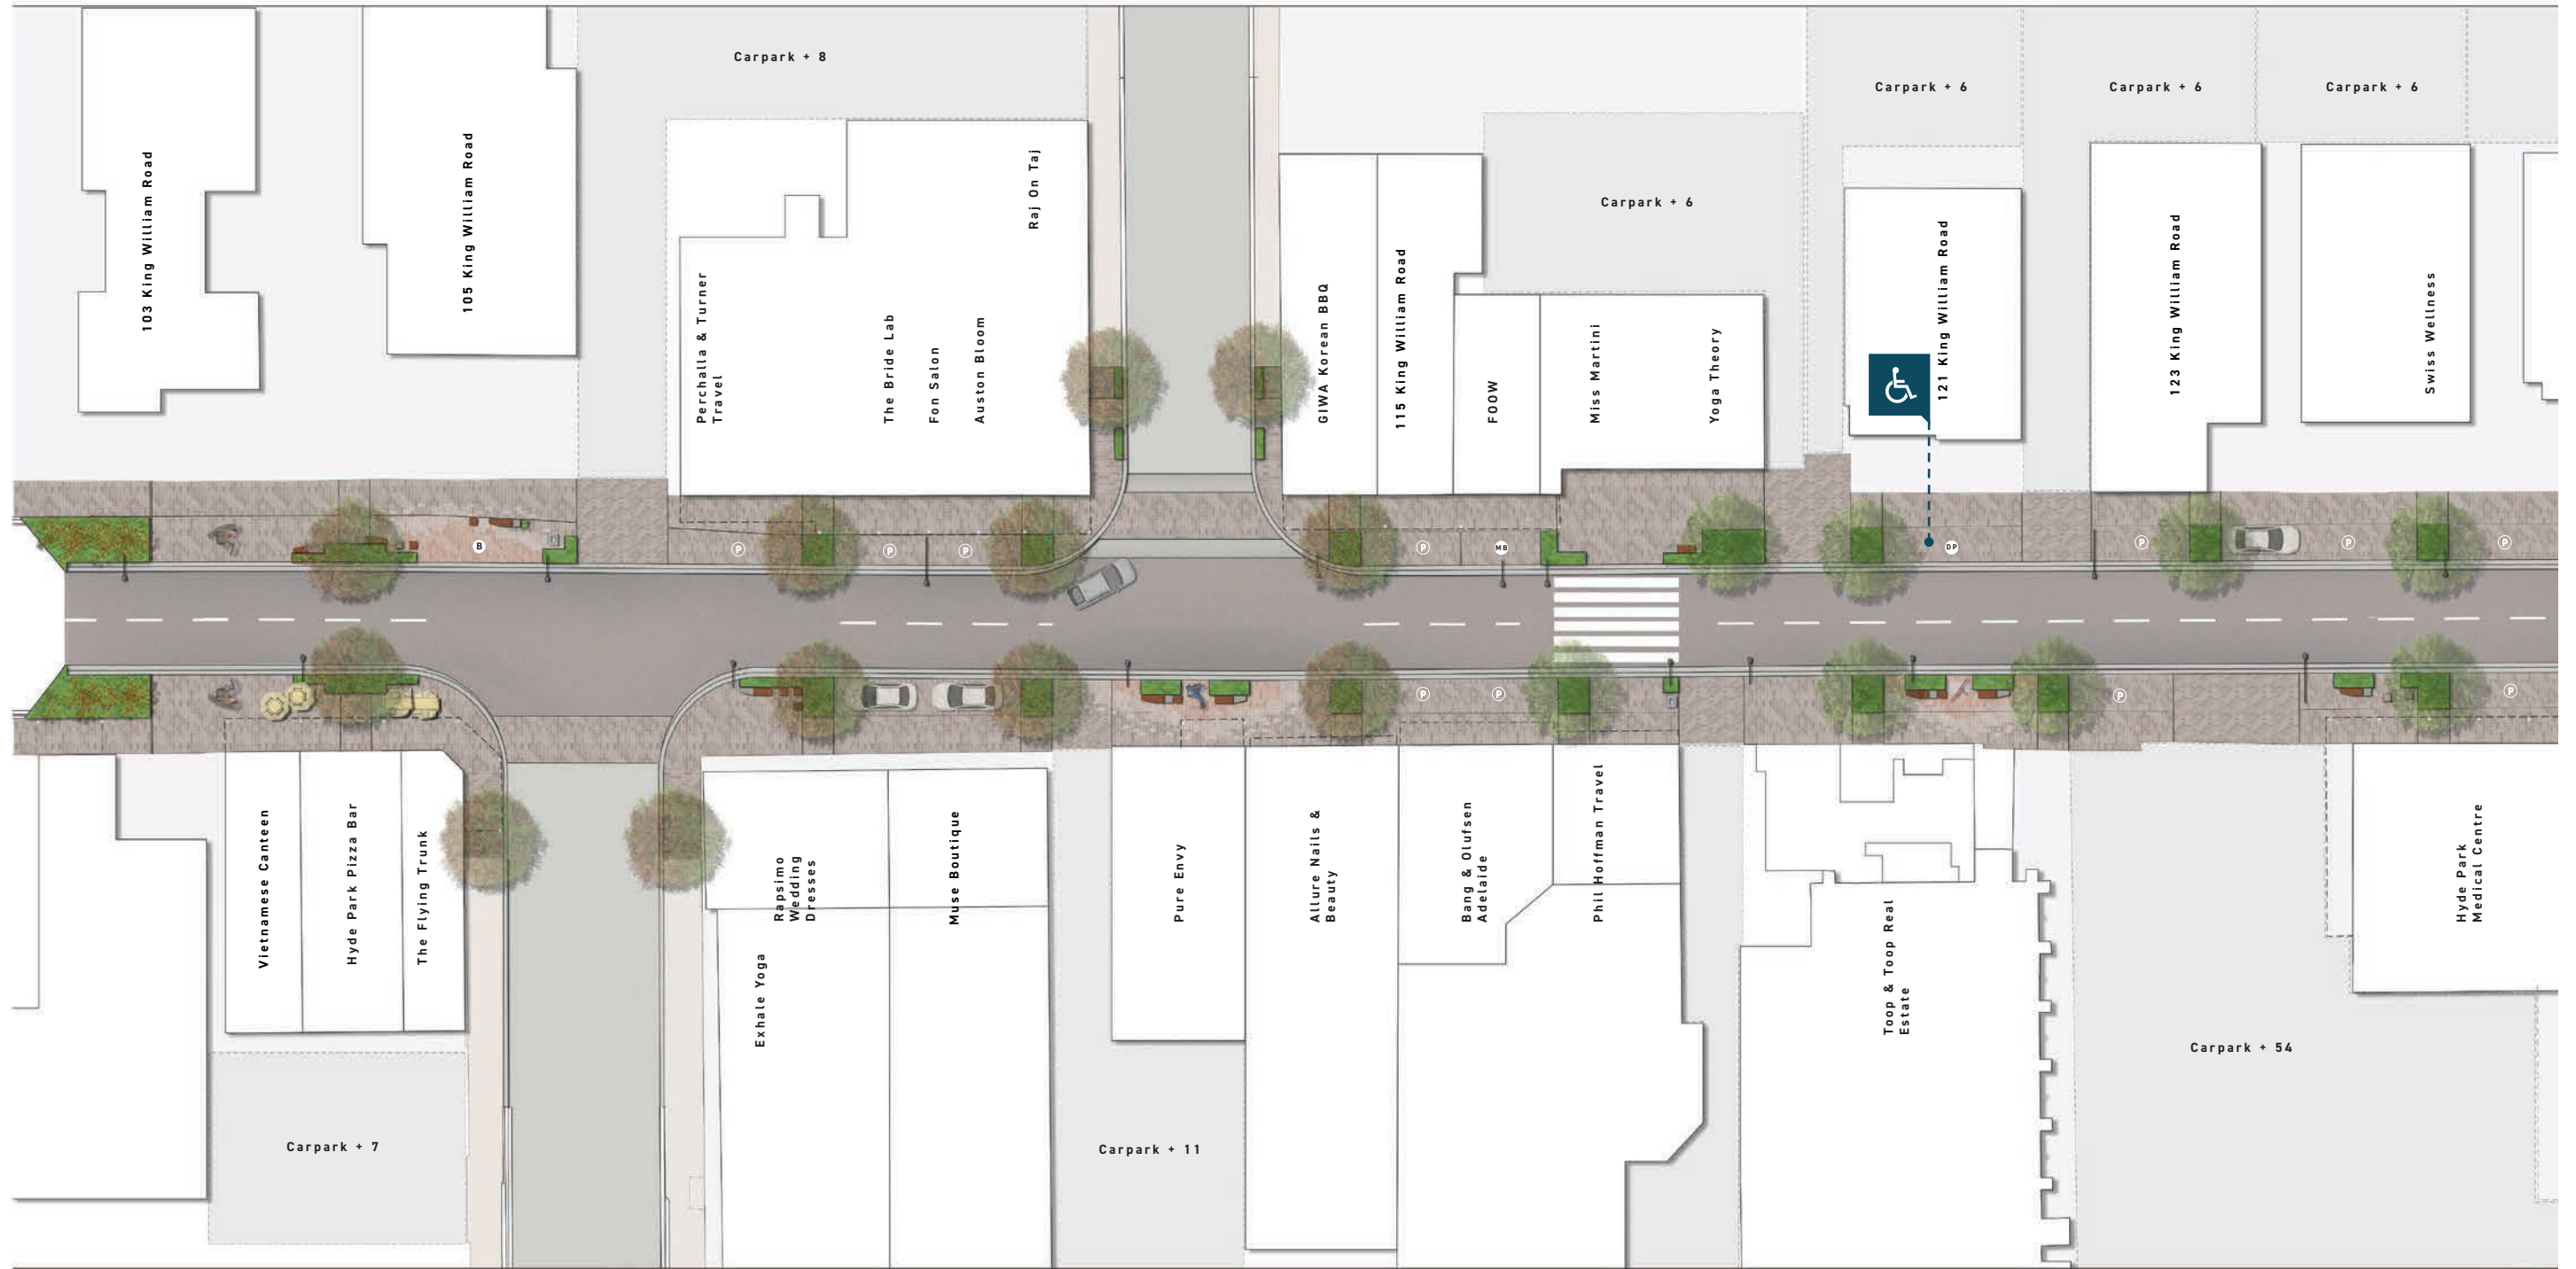 Carpark + 8
Carpark + 6
Carpark + 6
Carpark + 6
Carpark + 6
103 King William Road
105 King William Road
Perchalla & Turner
Travel
The Bride Lab
Fon Salon
Auston Bloom
Raj On Taj
GIWA Korean BBQ
115 King William Road
FOOW
Miss Martini
Yoga Theory
121 King William Road
123 King William Road
Swiss Wellness
B
P
P
P
P
MB
DP
P
P
P
P
P
P
P
Vietnamese Canteen
Hyde Park Pizza Bar
The Flying Trunk
Rapsimo
Wedding
Dresses
Exhale Yoga
Muse Boutique
Pure Envy
Allure Nails &
Beauty
Bang & Olufsen
Adelaide
Phil Hoffman Travel
Toop & Toop Real
Estate
Hyde Park
Medical Centre
Carpark + 7
Carpark + 11
Carpark + 54